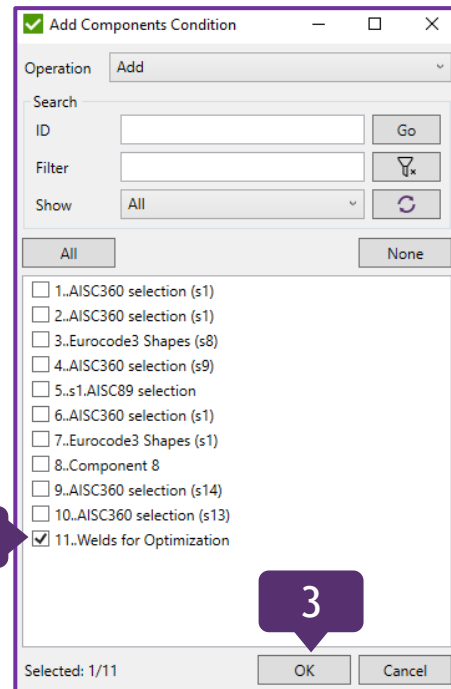 Add Components Condition
Operation Add
Search
ID Go
Filter
Show All
All None
1..AISC360 selection (s1)
2..AISC360 selection (s1)
3..Eurocode3 Shapes (s8)
4..AISC360 selection (s9)
5..s1.AISC89 selection
6..AISC360 selection (s1)
7..Eurocode3 Shapes (s1)
8..Component 8
9..AISC360 selection (s14)
10..AISC360 selection (s13)
11..Welds for Optimization
3
Selected: 1/11 OK Cancel